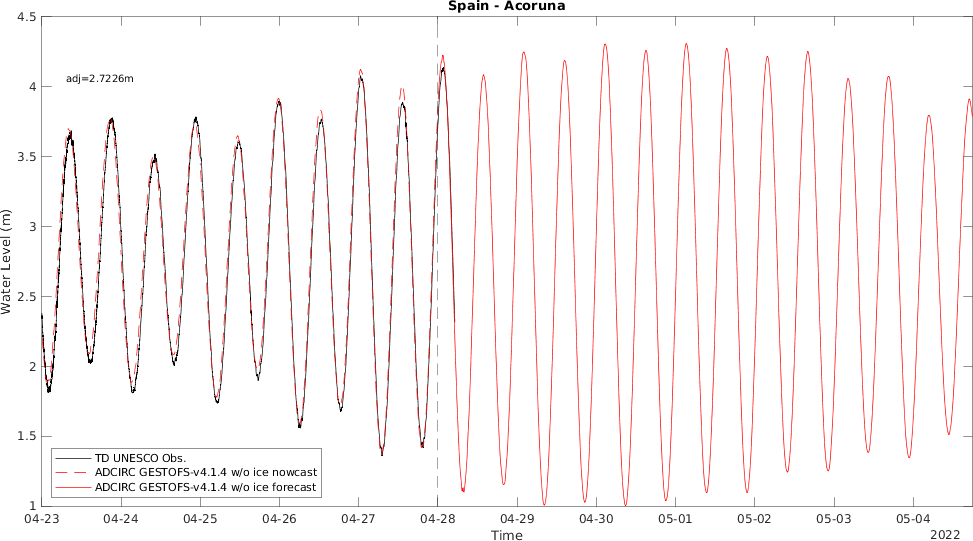 Spain - Acoruna
4.5
4
3.5
3
2.5
2
1.5
1
Water Level (m)
adj=2.7226m
TD UNESCO Obs.
ADCIRC GESTOFS-v4.1.4 w/o ice nowcast
ADCIRC GESTOFS-v4.1.4 w/o ice forecast
04-23 04-24 04-25 04-26 04-27 04-28 04-29 04-30 05-01 05-02 05-03 05-04
Time
2022